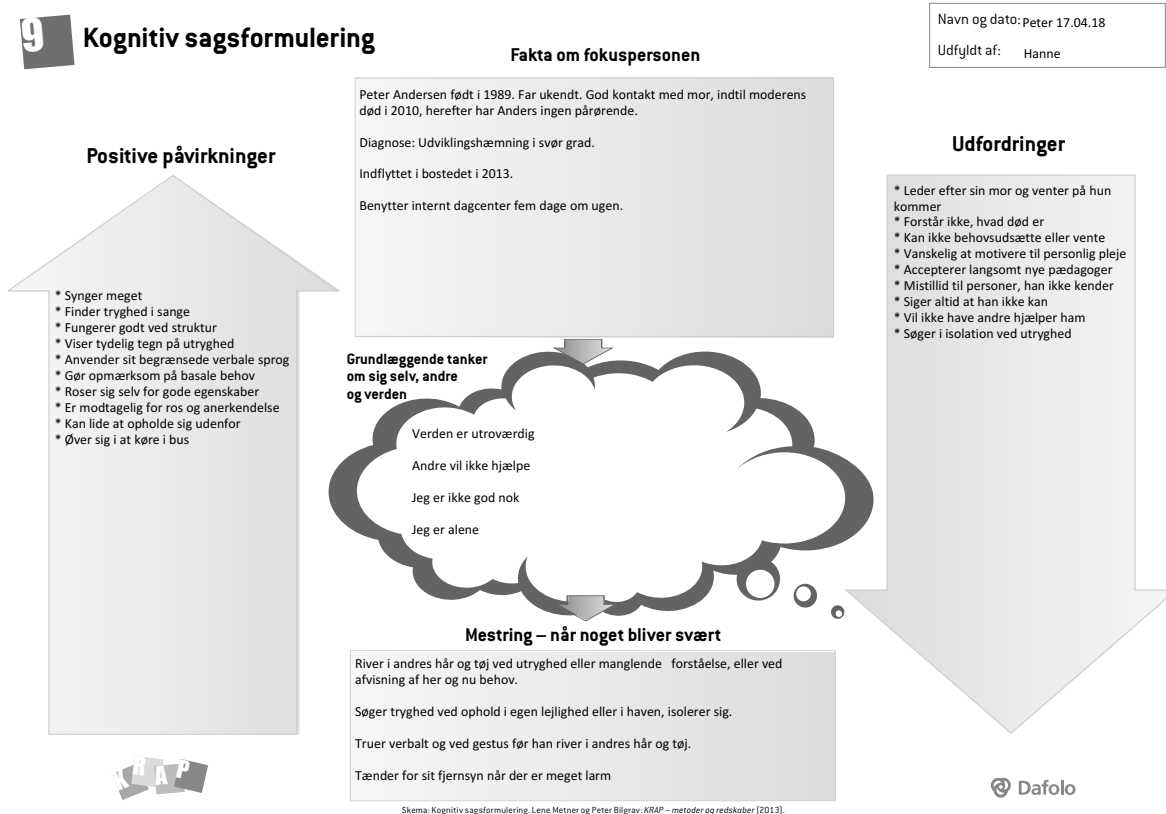 9
Kognitiv sagsformulering
Navn og dato: Peter 17.04.18
Udfyldt af: Hanne
Fakta om fokuspersonen
Peter Andersen født i 1989. Far ukendt. God kontakt med mor, indtil moderens
død i 2010, herefter har Anders ingen pårørende.
Diagnose: Udviklingshæmning i svør grad.
Indflyttet i bostedet i 2013.
Benytter internt dagcenter fem dage om ugen.
Positive påvirkninger
* Synger meget
* Finder tryghed i sange
* Fungerer godt ved struktur
* Viser tydelig tegn på utryghed
* Anvender sit begrænsede verbale sprog
* Gør opmærksom på basale behov
* Roser sig selv for gode egenskaber
* Er modtagelig for ros og anerkendelse
* Kan lide at opholde sig udenfor
* Øver sig i at køre i bus
Udfordringer
* Leder efter sin mor og venter på hun
kommer
* Forstår ikke, hvad død er
* Kan ikke behovsudsætte eller vente
* Vanskelig at motivere til personlig pleje
* Accepterer langsomt nye pædagoger
* Mistillid til personer, han ikke kender
* Siger altid at han ikke kan
* Vil ikke have andre hjælper ham
* Søger i isolation ved utryghed
Grundlæggende tanker
om sig selv, andre
og verden
Verden er utroværdig
Andre vil ikke hjælpe
Jeg er ikke god nok
Jeg er alene
Mestring – når noget bliver svært
River i andres hår og tøj ved utryghed eller manglende forståelse, eller ved
afvisning af her og nu behov.
Søger tryghed ved ophold i egen lejlighed eller i haven, isolerer sig.
Truer verbalt og ved gestus før han river i andres hår og tøj.
Tænder for sit fjernsyn når der er meget larm
KRAP
Dafolo
Skema: Kognitiv sagsformulering. Lene Metner og Peter Bilgrav: KRAP – metoder og redskaber (2013).